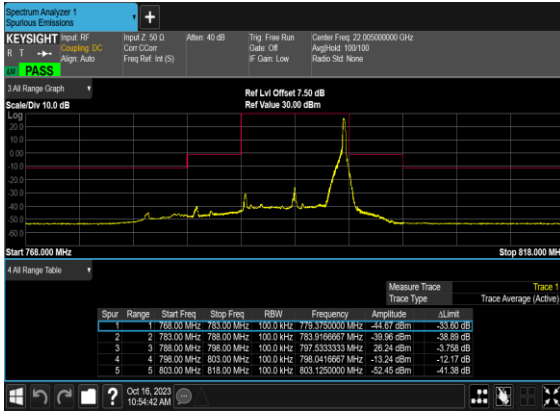 Spectrum Analyzer 1
Spurious Emissions
+
KEYSIGHT Input: RF Input Z: 50 Ω Atten: 40 dB Trig: Free Run Center Freq: 22.005000000 GHz
R T Coupling: DC Corr CCorr Gate: Off Avg|Hold: 100/100
Align: Auto Freq Ref: Int (S) IF Gain: Low Radio Std: None
PASS
3 All Range Graph
Ref Lvl Offset 7.50 dB
Scale/Div 10.0 dB Ref Value 30.00 dBm
Log
20.0
10.0
0.00
-10.0
-20.0
-30.0
-40.0
-50.0
-60.0
Start 768.000 MHz Stop 818.000 MH
4 All Range Table
Measure Trace Trace 1
Trace Type Trace Average (Active)
Spur Range Start Freq Stop Freq RBW Frequency Amplitude ΔLimit
1 1 768.00 MHz 783.00 MHz 100.0 kHz 779.3750000 MHz -44.67 dBm -33.60 dB
2 2 783.00 MHz 788.00 MHz 100.0 kHz 783.9166667 MHz -39.96 dBm -38.89 dB
3 3 788.00 MHz 798.00 MHz 100.0 kHz 797.5333333 MHz 26.24 dBm -3.758 dB
4 4 798.00 MHz 803.00 MHz 100.0 kHz 798.0416667 MHz -13.24 dBm -12.17 dB
5 5 803.00 MHz 818.00 MHz 100.0 kHz 803.1250000 MHz -52.45 dBm -41.38 dB
? Oct 16, 2023
10:54:42 AM